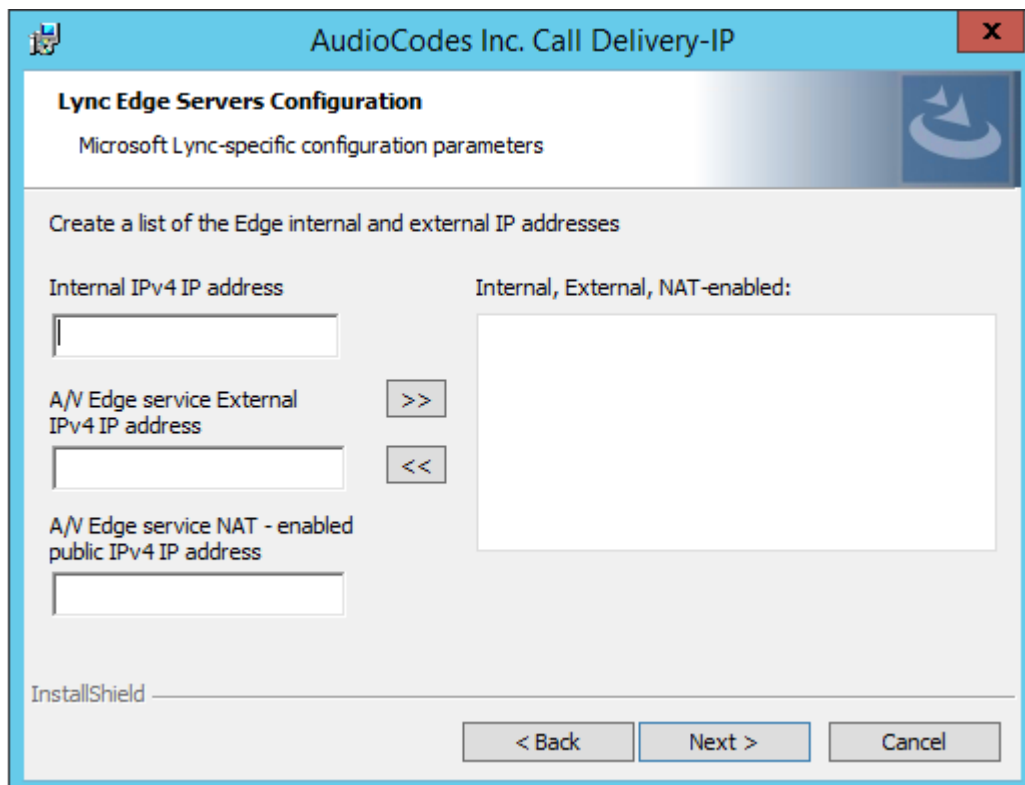 AudioCodes Inc. Call Delivery-IP
x
Lync Edge Servers Configuration
Microsoft Lync-specific configuration parameters
Create a list of the Edge internal and external IP addresses
Internal IPv4 IP address
Internal, External, NAT-enabled:
A/V Edge service External
IPv4 IP address
>>
<<
A/V Edge service NAT - enabled
public IPv4 IP address
InstallShield
< Back
Next >
Cancel